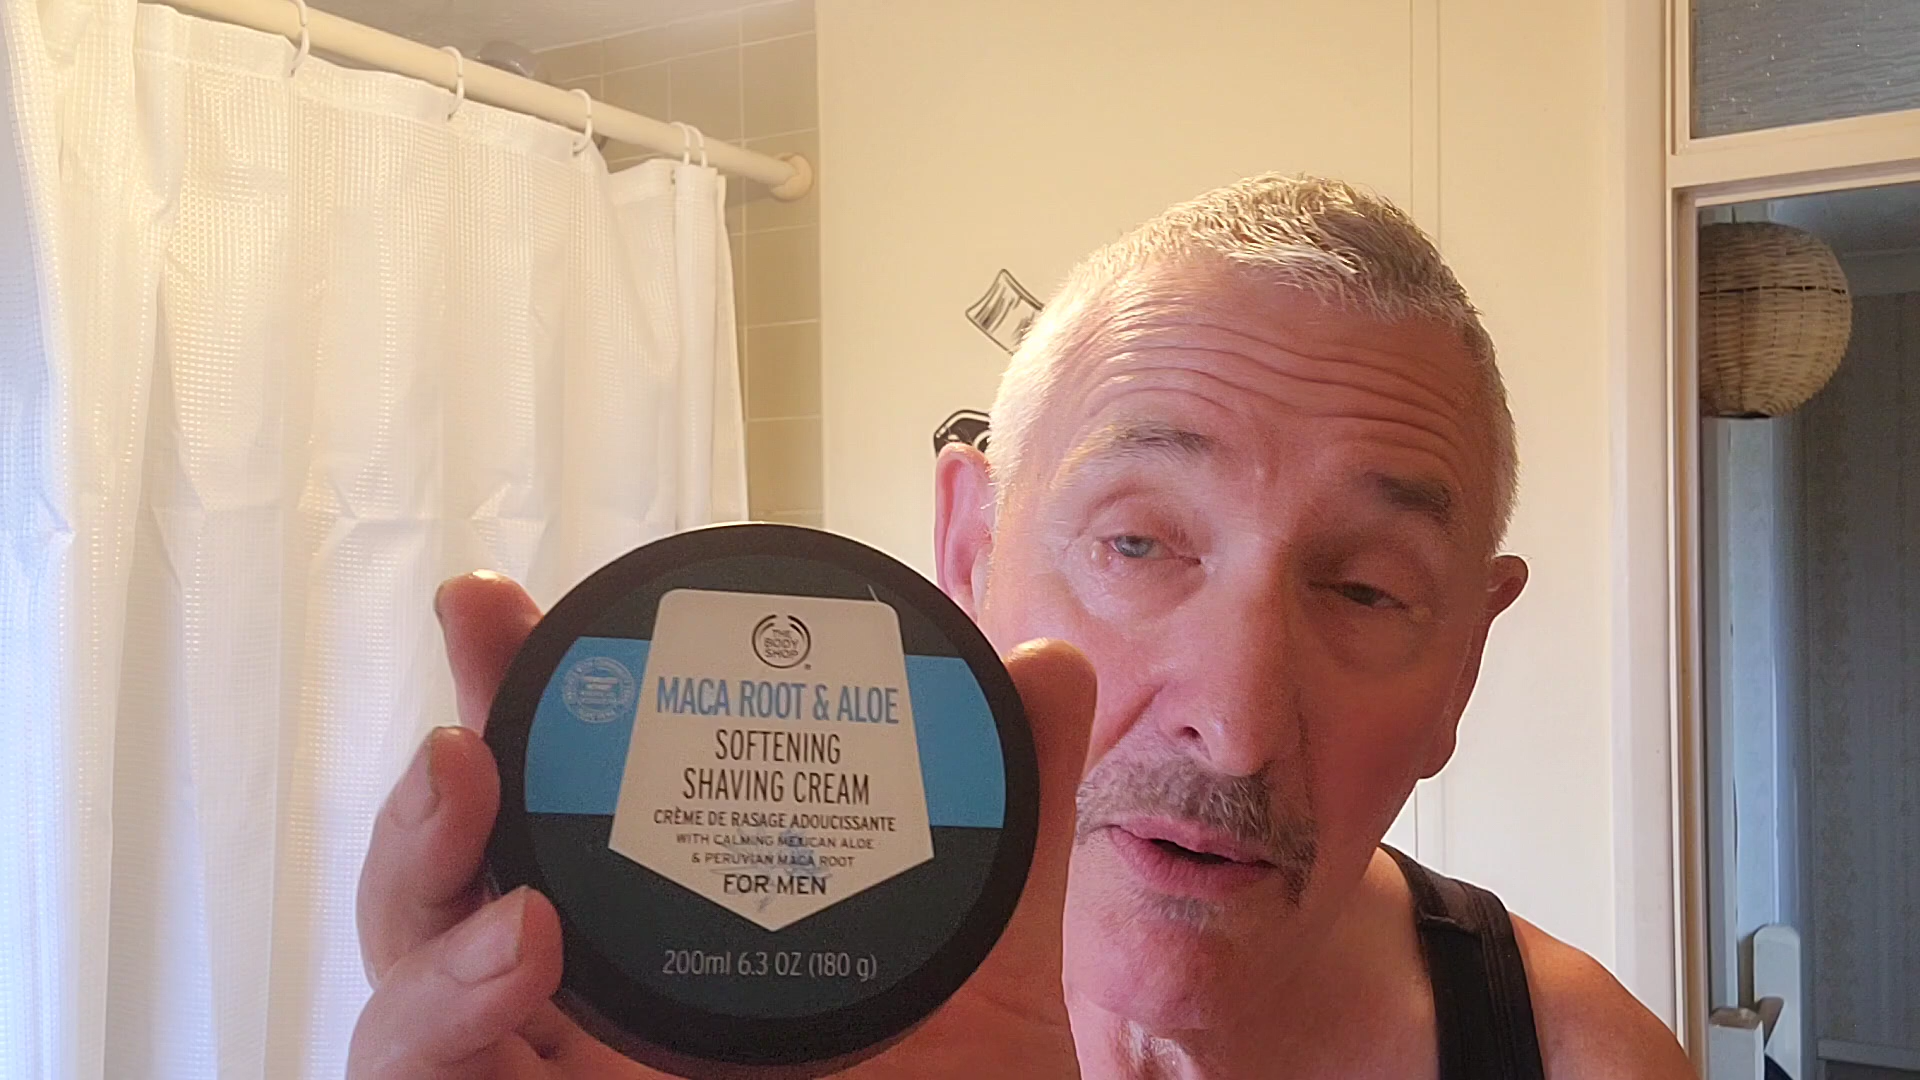 THE
BODY
SHOP
MACA ROOT & ALOE
SOFTENING
SHAVING CREAM
CRÈME DE RASAGE ADOUCISSANTE
WITH CALMING MEXICAN ALOE
& PERUVIAN MACA ROOT
FOR MEN
200ml 6.3 OZ (180 g)